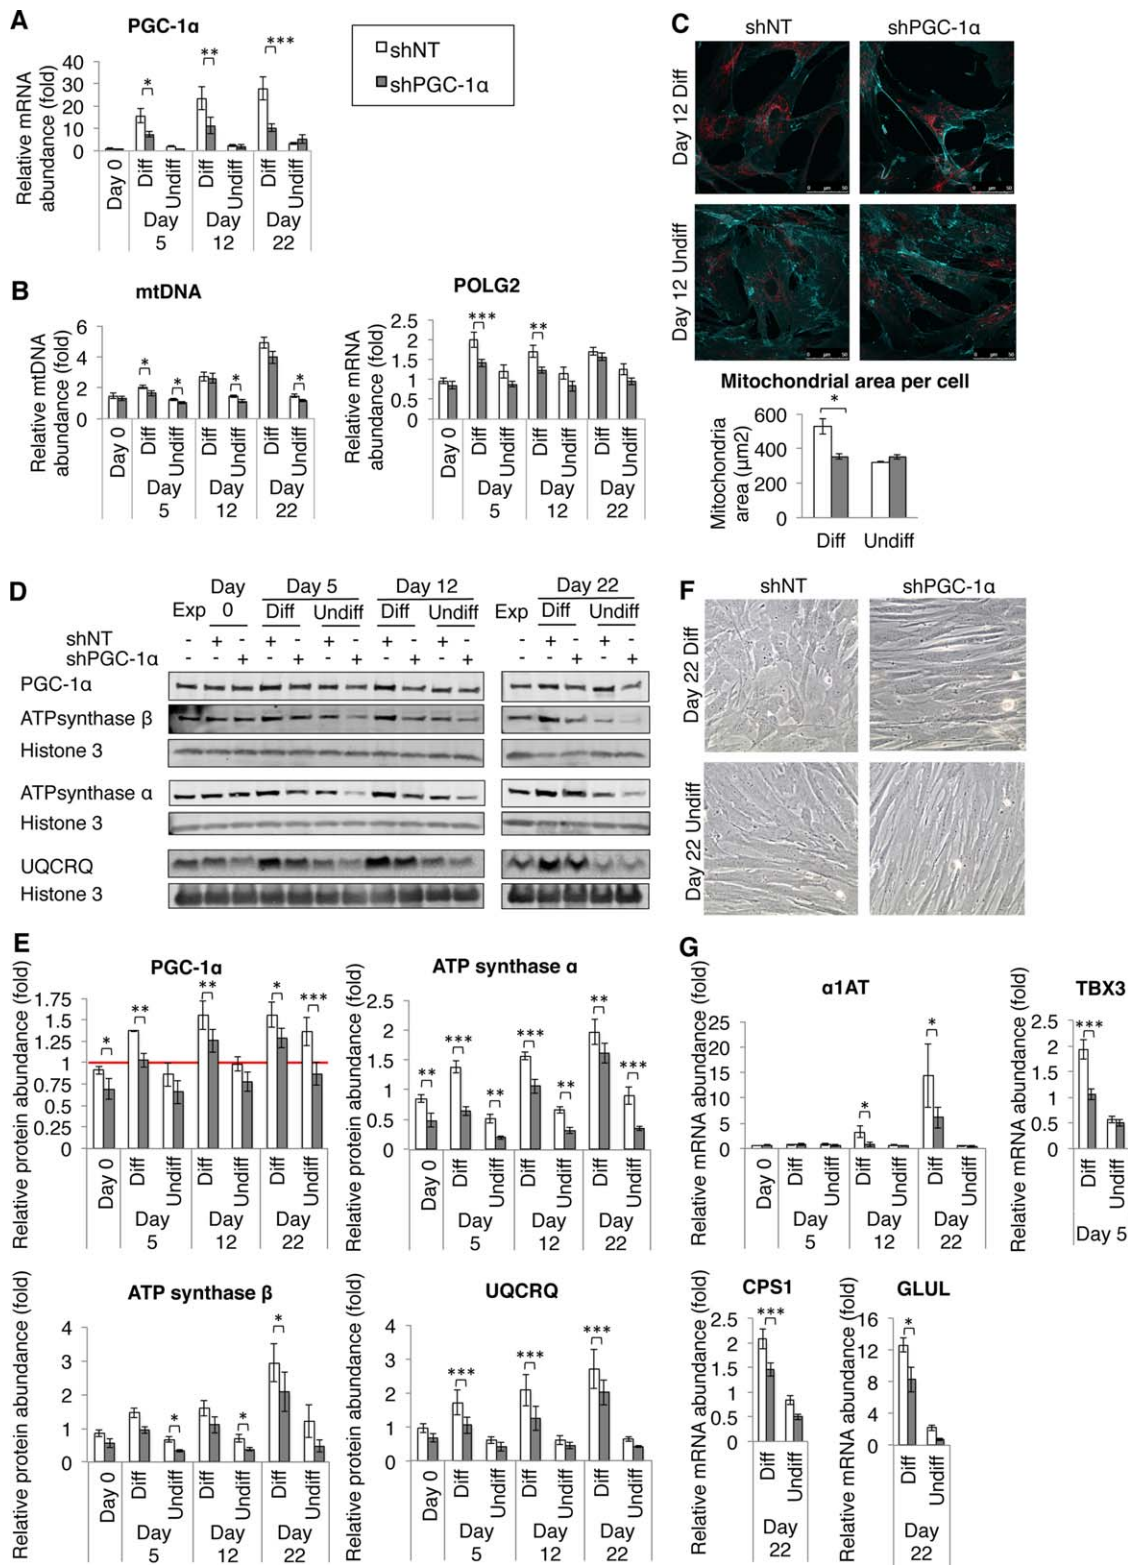 A
PGC-1α
shNT
shPGC-1α
Relative mRNA
abundance (fold)
40
30
20
10
0
* ** ***
Day 0 Diff Undiff Diff Undiff Diff Undiff
Day Day Day
5 12 22
B
mtDNA
Relative mtDNA
abundance (fold)
6
4
2
0
* * * *
Day 0 Diff Undiff Diff Undiff Diff Undiff
Day Day Day
5 12 22
POLG2
Relative mRNA
abundance (fold)
2.5
2
1.5
1
0.5
0
*** **
Day 0 Diff Undiff Diff Undiff Diff Undiff
Day Day Day
5 12 22
C
shNT shPGC-1α
Day 12 Diff
0 µm 50 0 µm 50
Day 12 Undiff
0 µm 50 0 µm 50
Mitochondrial area per cell
Mitochondria
area (µm2)
600
400
200
0
*
Diff Undiff
D
Exp Day 0 Day 5 Day 12 Exp Day 22
Diff Undiff Diff Undiff Diff Undiff
shNT - + - + - + - + - + - - + - + -
shPGC-1α - - + - + - + - + - + - - + - +
PGC-1α
ATPsynthase β
Histone 3
ATPsynthase α
Histone 3
UQCRQ
Histone 3
F
shNT shPGC-1α
Day 22 Diff
Day 22 Undiff
E
PGC-1α
Relative protein abundance (fold)
1.75
1.5
1.25
1
0.75
0.5
0.25
0
* ** ** * ***
Day 0 Diff Undiff Diff Undiff Diff Undiff
Day Day Day
5 12 22
ATP synthase α
Relative protein abundance (fold)
2.5
2
1.5
1
0.5
0
** *** ** *** ** ** ***
Day 0 Diff Undiff Diff Undiff Diff Undiff
Day Day Day
5 12 22
ATP synthase β
Relative protein abundance (fold)
4
3
2
1
0
* * *
Day 0 Diff Undiff Diff Undiff Diff Undiff
Day Day Day
5 12 22
UQCRQ
Relative protein abundance (fold)
4
3
2
1
0
*** *** ***
Day 0 Diff Undiff Diff Undiff Diff Undiff
Day Day Day
5 12 22
G
α1AT
Relative mRNA abundance (fold)
25
20
15
10
5
0
* *
Day 0 Diff Undiff Diff Undiff Diff Undiff
Day Day Day
5 12 22
TBX3
Relative mRNA abundance (fold)
2.5
2
1.5
1
0.5
0
***
Diff Undiff
Day 5
CPS1
Relative mRNA abundance (fold)
2.5
2
1.5
1
0.5
0
***
Diff Undiff
Day
22
GLUL
Relative mRNA abundance (fold)
16
12
8
4
0
*
Diff Undiff
Day
22